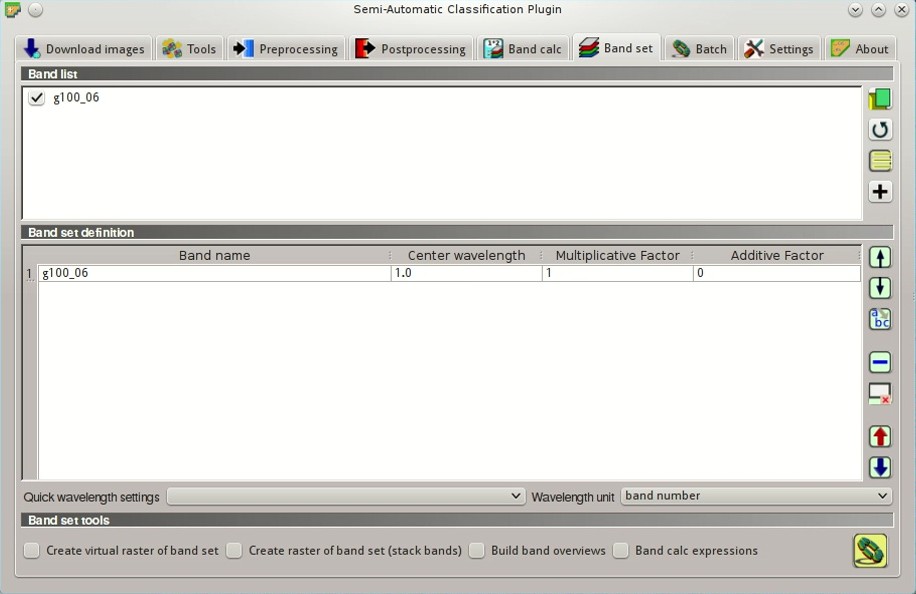 Semi-Automatic Classification Plugin
Download images Tools Preprocessing Postprocessing Band calc Band set Batch Settings About
Band list
g100_06
Band set definition
Band name Center wavelength Multiplicative Factor Additive Factor
1 g100_06 1.0 1 0
Quick wavelength settings Wavelength unit band number
Band set tools
Create virtual raster of band set Create raster of band set (stack bands) Build band overviews Band calc expressions